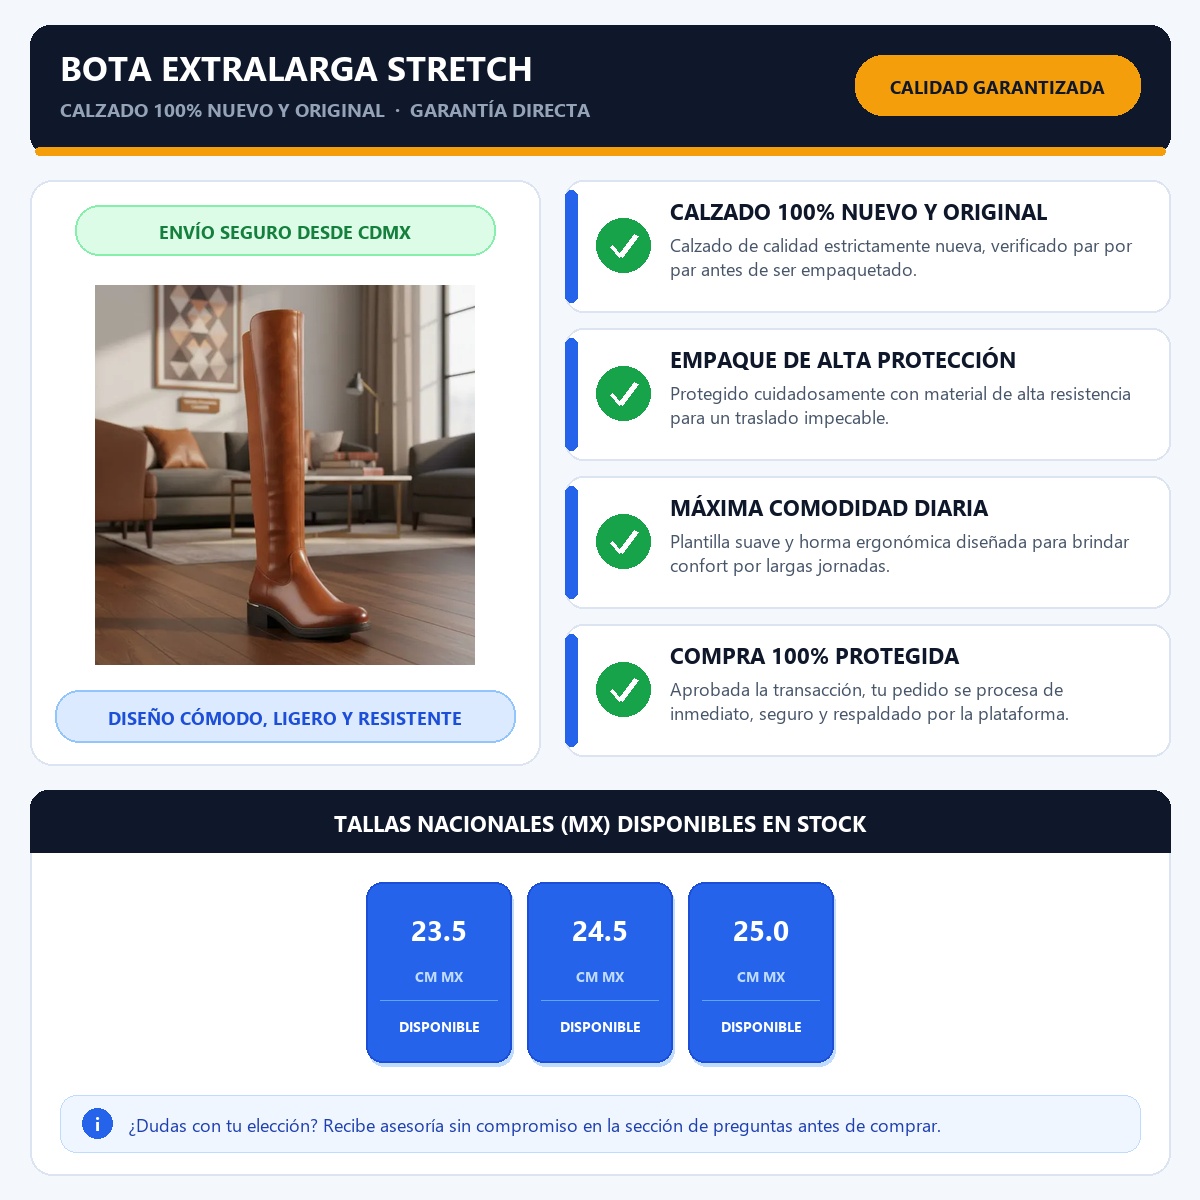 BOTA EXTRALARGA STRETCH
CALZADO 100% NUEVO Y ORIGINAL · GARANTÍA DIRECTA
CALIDAD GARANTIZADA
ENVÍO SEGURO DESDE CDMX
DISEÑO CÓMODO, LIGERO Y RESISTENTE
CALZADO 100% NUEVO Y ORIGINAL
Calzado de calidad estrictamente nueva, verificado par por
par antes de ser empaquetado.
EMPAQUE DE ALTA PROTECCIÓN
Protegido cuidadosamente con material de alta resistencia
para un traslado impecable.
MÁXIMA COMODIDAD DIARIA
Plantilla suave y horma ergonómica diseñada para brindar
confort por largas jornadas.
COMPRA 100% PROTEGIDA
Aprobada la transacción, tu pedido se procesa de
inmediato, seguro y respaldado por la plataforma.
TALLAS NACIONALES (MX) DISPONIBLES EN STOCK
23.5
CM MX
DISPONIBLE
24.5
CM MX
DISPONIBLE
25.0
CM MX
DISPONIBLE
¿Dudas con tu elección? Recibe asesoría sin compromiso en la sección de preguntas antes de comprar.